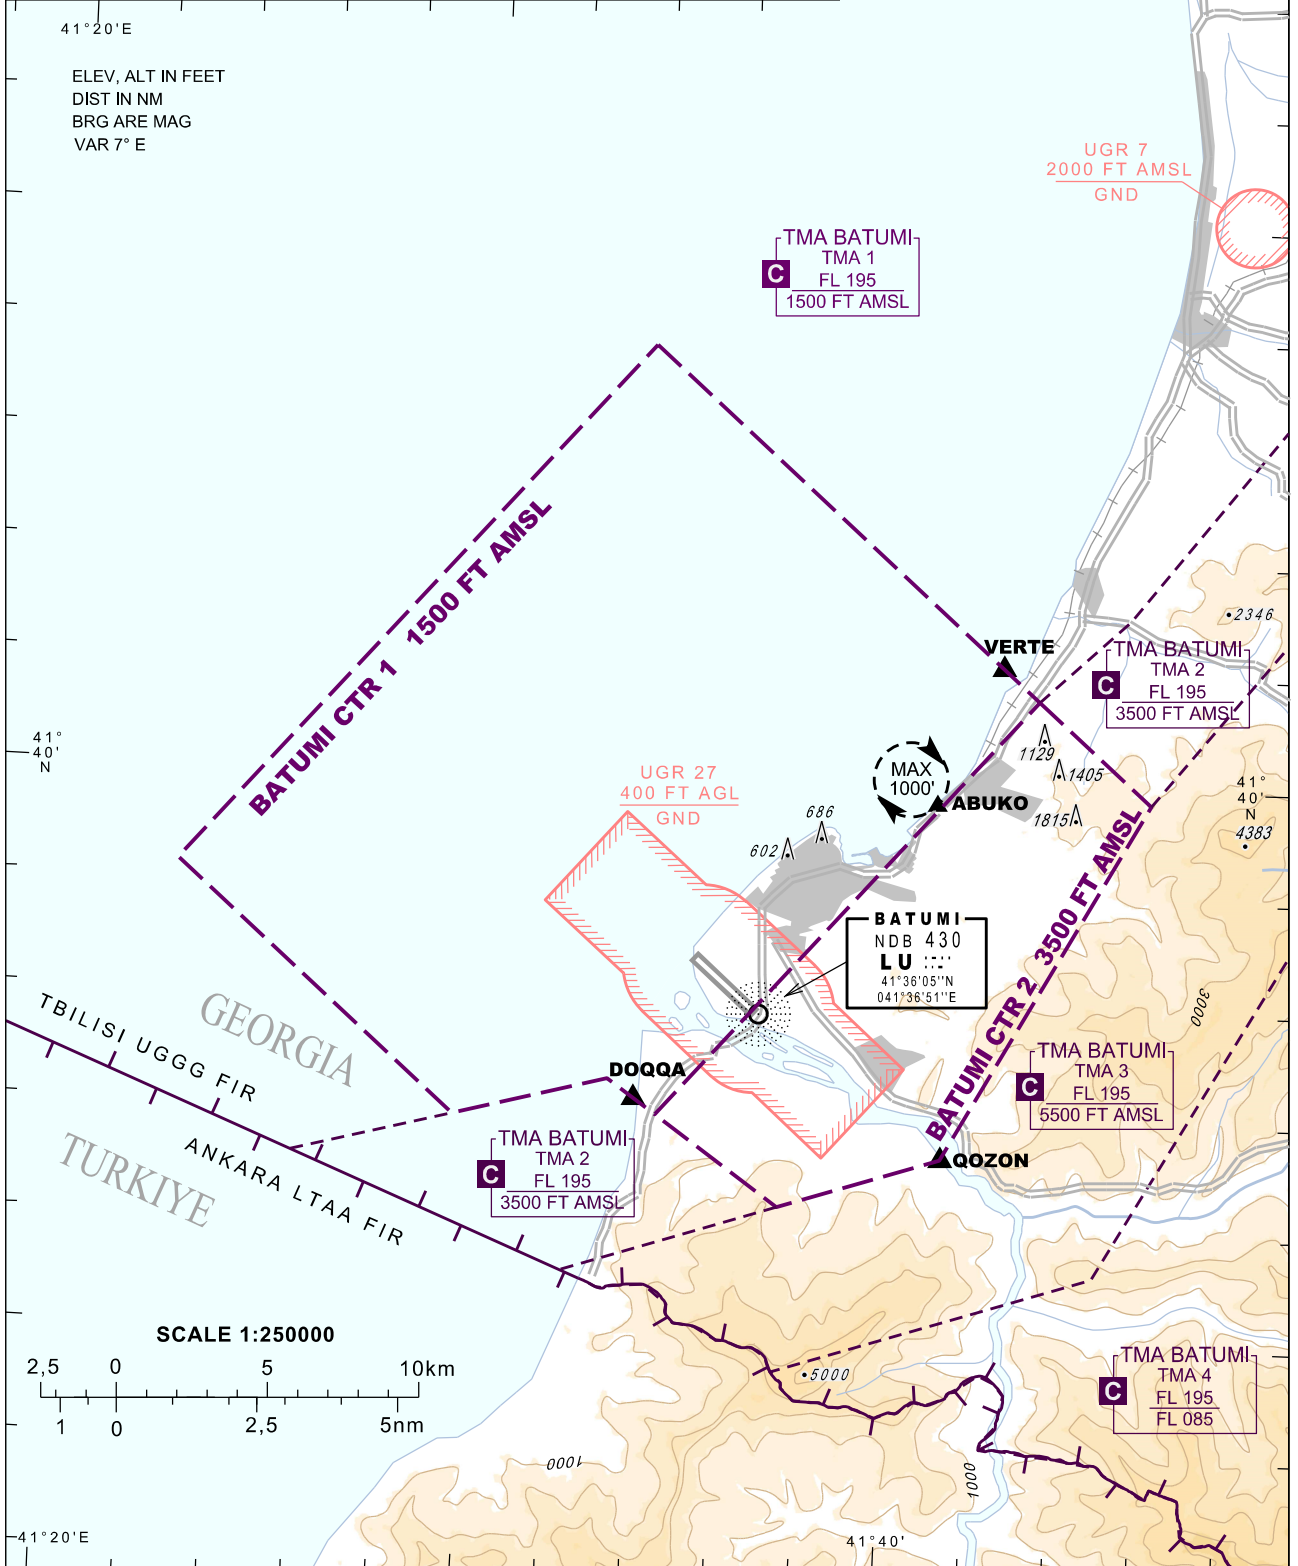 41°20'E
ELEV, ALT IN FEET
DIST IN NM
BRG ARE MAG
VAR 7° E
UGR 7
2000 FT AMSL
GND
TMA BATUMI
TMA 1
C
FL 195
1500 FT AMSL
BATUMI CTR 1 1500 FT AMSL
2346
VERTE
TMA BATUMI
TMA 2
C
FL 195
3500 FT AMSL
41°
40'
N
1129
1405
1815
MAX
1000'
ABUKO
41°
40'
N
4383
UGR 27
400 FT AGL
GND
686
602
BATUMI
NDB 430
LU
41°36'05''N
041°36'51''E
BATUMI CTR 2 3500 FT AMSL
3000
GEORGIA
TBILISI UGGG FIR
ANKARA LTAA FIR
TURKIYE
DOQQA
TMA BATUMI
TMA 3
C
FL 195
5500 FT AMSL
TMA BATUMI
TMA 2
C
FL 195
3500 FT AMSL
QOZON
SCALE 1:250000
2,5 0 5 10km
1 0 2,5 5nm
5000
TMA BATUMI
TMA 4
C
FL 195
FL 085
1000
1000
41°20'E
41°40'